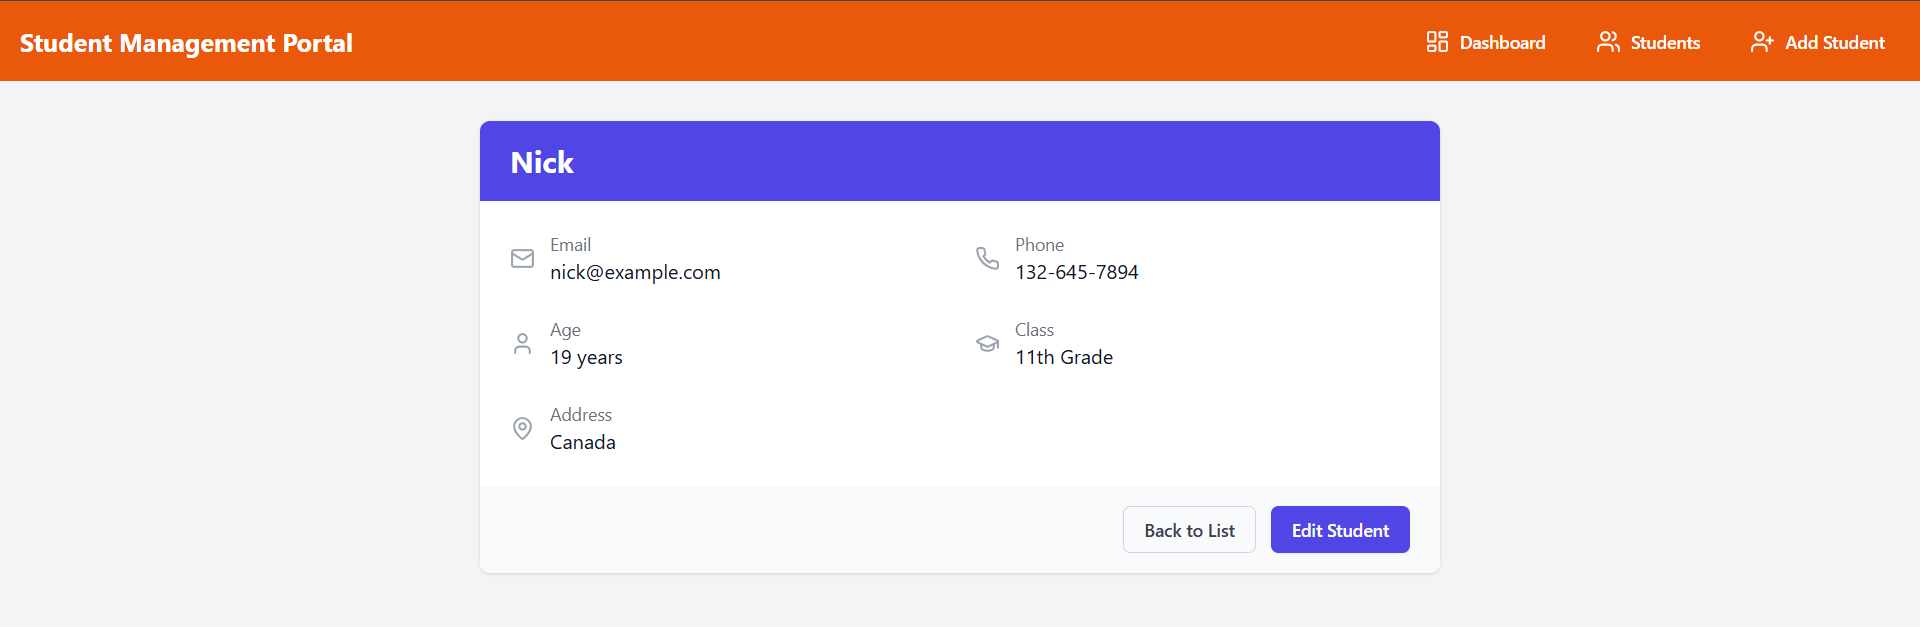 Student Management Portal
Dashboard
Students
Add Student
Nick
Email
nick@example.com
Phone
132-645-7894
Age
19 years
Class
11th Grade
Address
Canada
Back to List
Edit Student